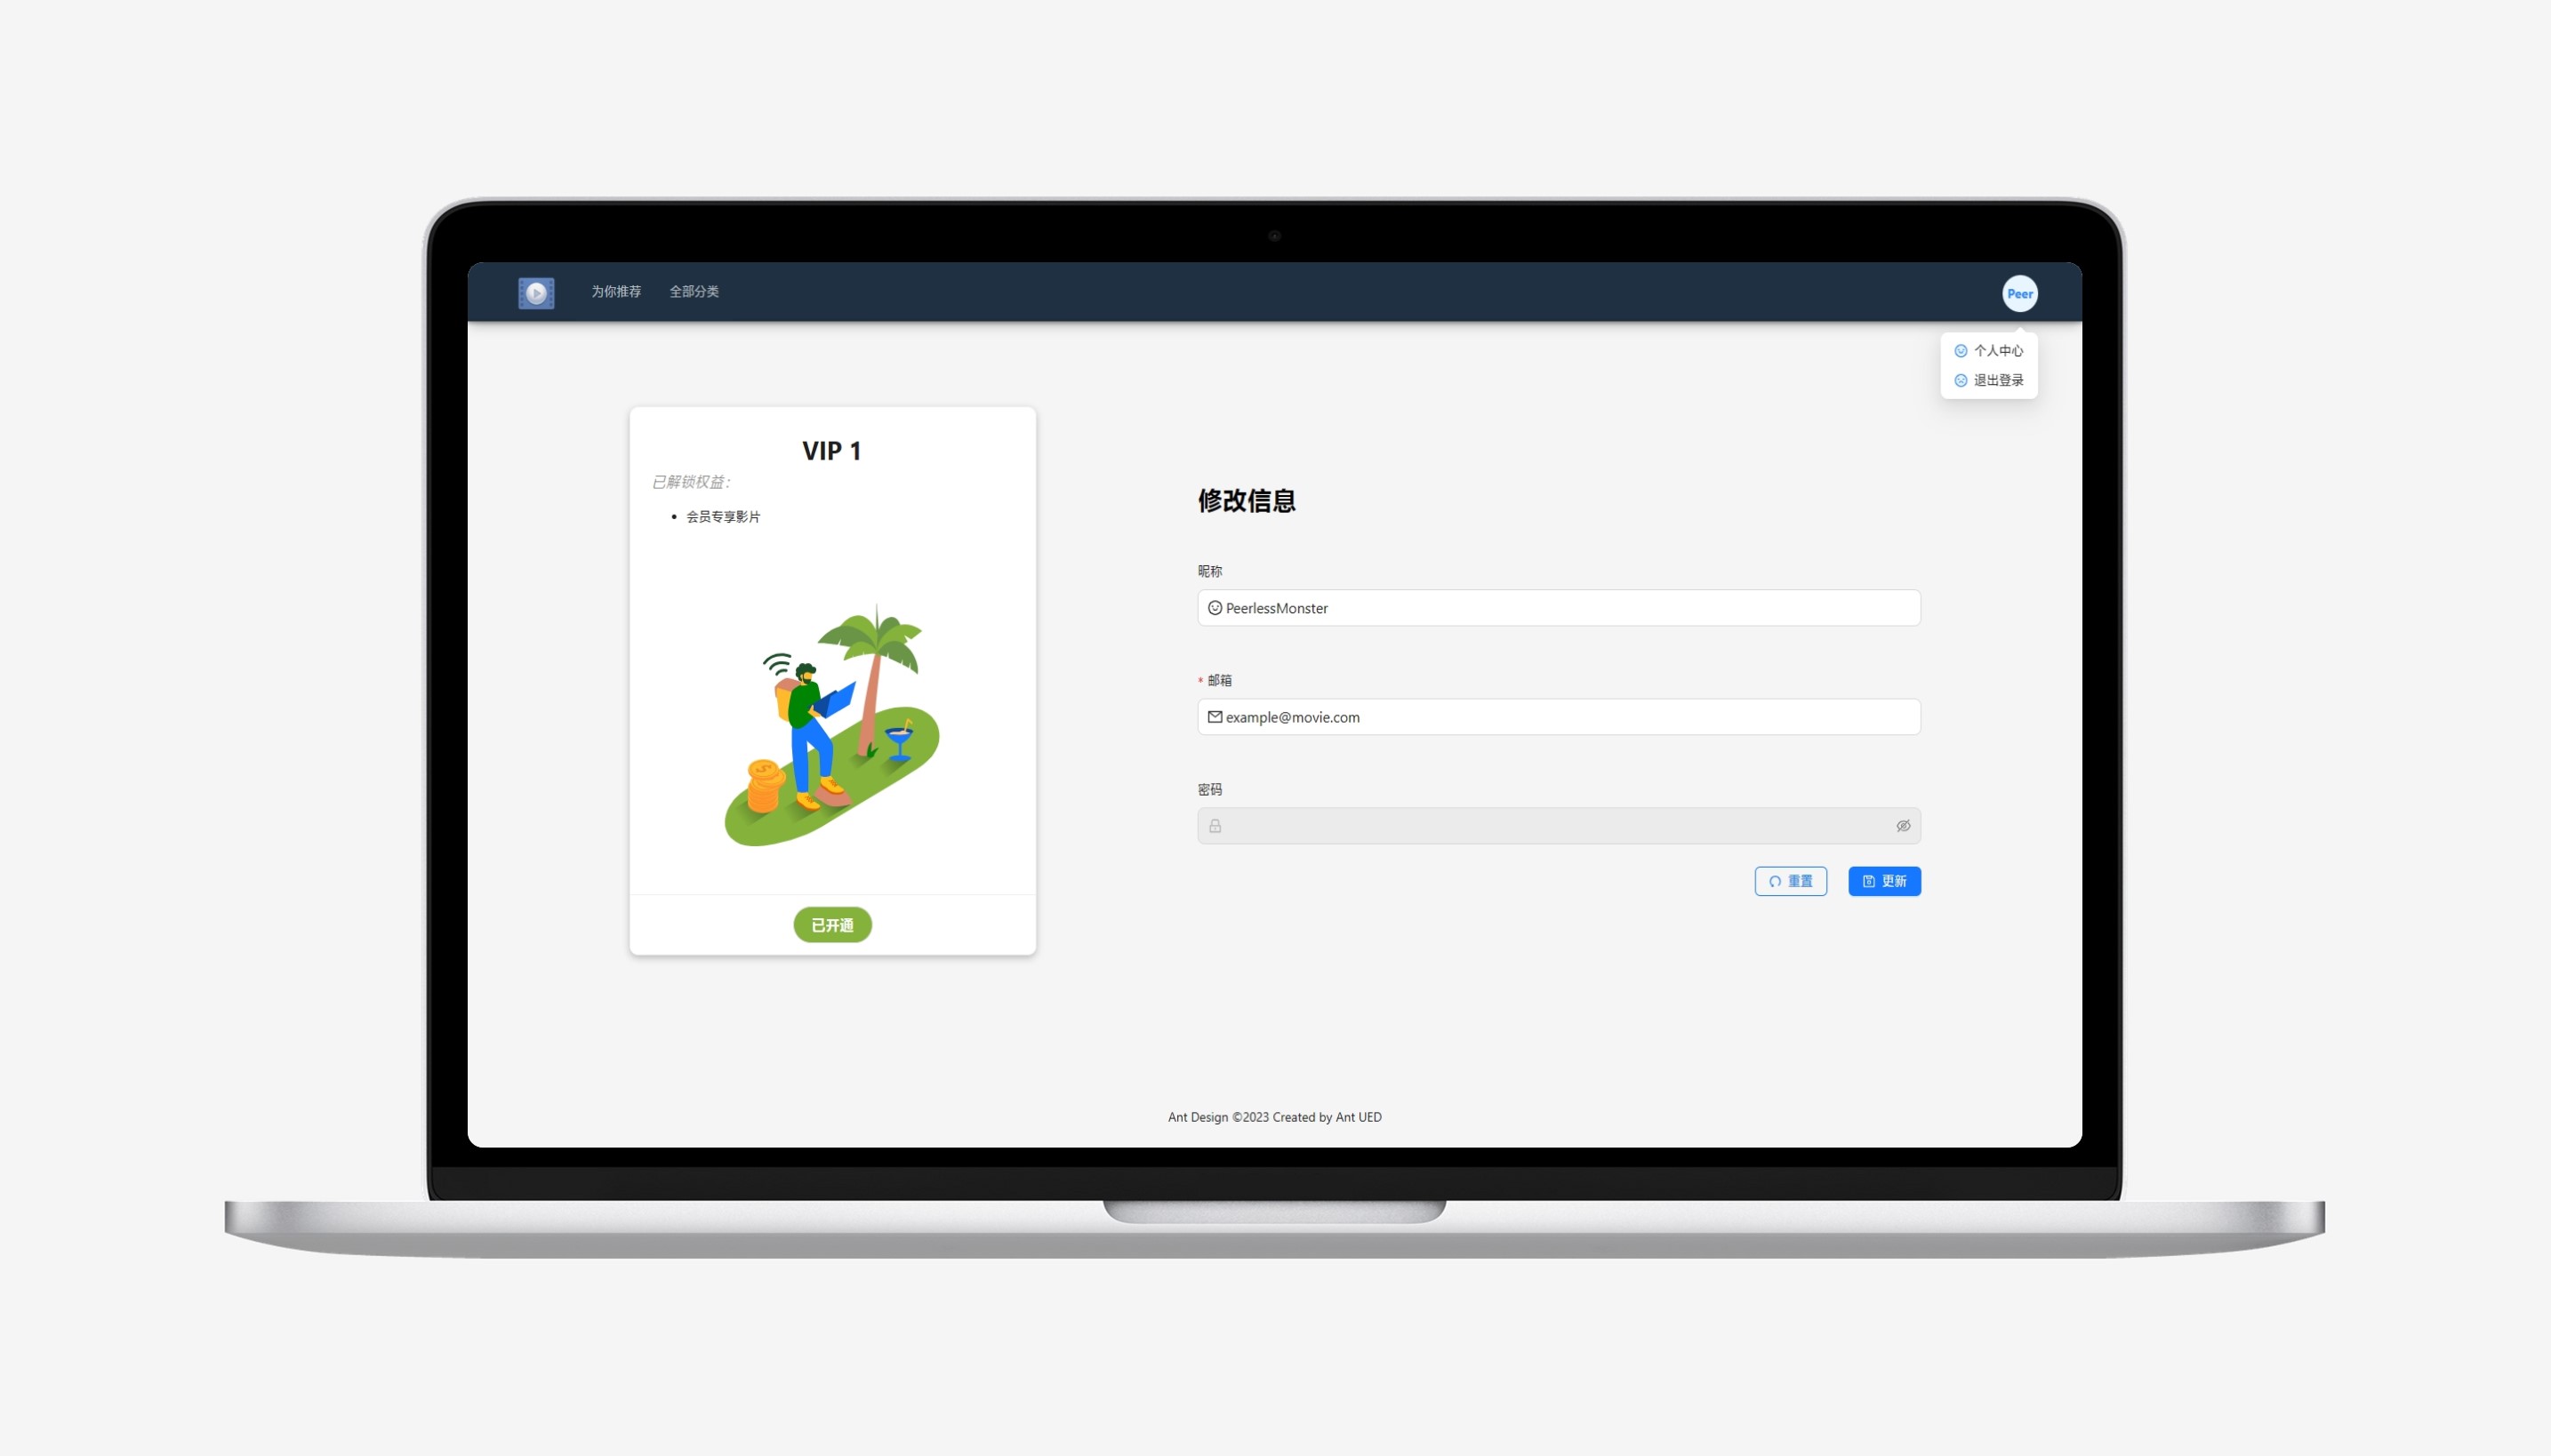 为你推荐 全部分类
Peer
个人中心
退出登录
VIP 1
已解锁权益：
• 会员专享影片
已开通
修改信息
昵称
PeerlessMonster
* 邮箱
example@movie.com
密码
重置 更新
Ant Design ©2023 Created by Ant UED